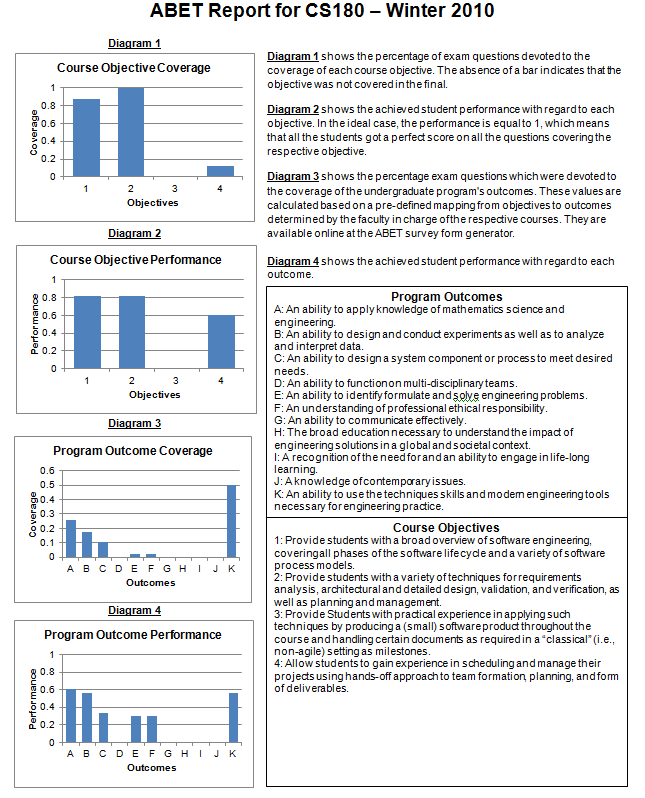 ABET Report for CS180 – Winter 2010
Diagram 1
Course Objective Coverage
1
0.8
0.6
0.4
0.2
0
Coverage
1 2 3 4
Objectives
Diagram 2
Course Objective Performance
1
0.8
0.6
0.4
0.2
0
Performance
1 2 3 4
Objectives
Diagram 3
Program Outcome Coverage
0.6
0.5
0.4
0.3
0.2
0.1
0
Coverage
A B C D E F G H I J K
Outcomes
Diagram 4
Program Outcome Performance
1
0.8
0.6
0.4
0.2
0
Performance
A B C D E F G H I J K
Outcomes
Diagram 1 shows the percentage of exam questions devoted to the
coverage of each course objective. The absence of a bar indicates that the
objective was not covered in the final.
Diagram 2 shows the achieved student performance with regard to each
objective. In the ideal case, the performance is equal to 1, which means
that all the students got a perfect score on all the questions covering the
respective objective.
Diagram 3 shows the percentage exam questions which were devoted to
the coverage of the undergraduate program's outcomes. These values are
calculated based on a pre-defined mapping from objectives to outcomes
determined by the faculty in charge of the respective courses. They are
available online at the ABET survey form generator.
Diagram 4 shows the achieved student performance with regard to each
outcome.
Program Outcomes
A: An ability to apply knowledge of mathematics science and
engineering.
B: An ability to design and conduct experiments as well as to analyze
and interpret data.
C: An ability to design a system component or process to meet desired
needs.
D: An ability to function on multi-disciplinary teams.
E: An ability to identify formulate and solve engineering problems.
F: An understanding of professional ethical responsibility.
G: An ability to communicate effectively.
H: The broad education necessary to understand the impact of
engineering solutions in a global and societal context.
I: A recognition of the need for and an ability to engage in life-long
learning.
J: A knowledge of contemporary issues.
K: An ability to use the techniques skills and modern engineering tools
necessary for engineering practice.
Course Objectives
1: Provide students with a broad overview of software engineering,
covering all phases of the software lifecycle and a variety of software
process models.
2: Provide students with a variety of techniques for requirements
analysis, architectural and detailed design, validation, and verification, as
well as planning and management.
3: Provide Students with practical experience in applying such
techniques by producing a (small) software product throughout the
course and handling certain documents as required in a “classical” (i.e.,
non-agile) setting as milestones.
4: Allow students to gain experience in scheduling and manage their
projects using hands-off approach to team formation, planning, and form
of deliverables.